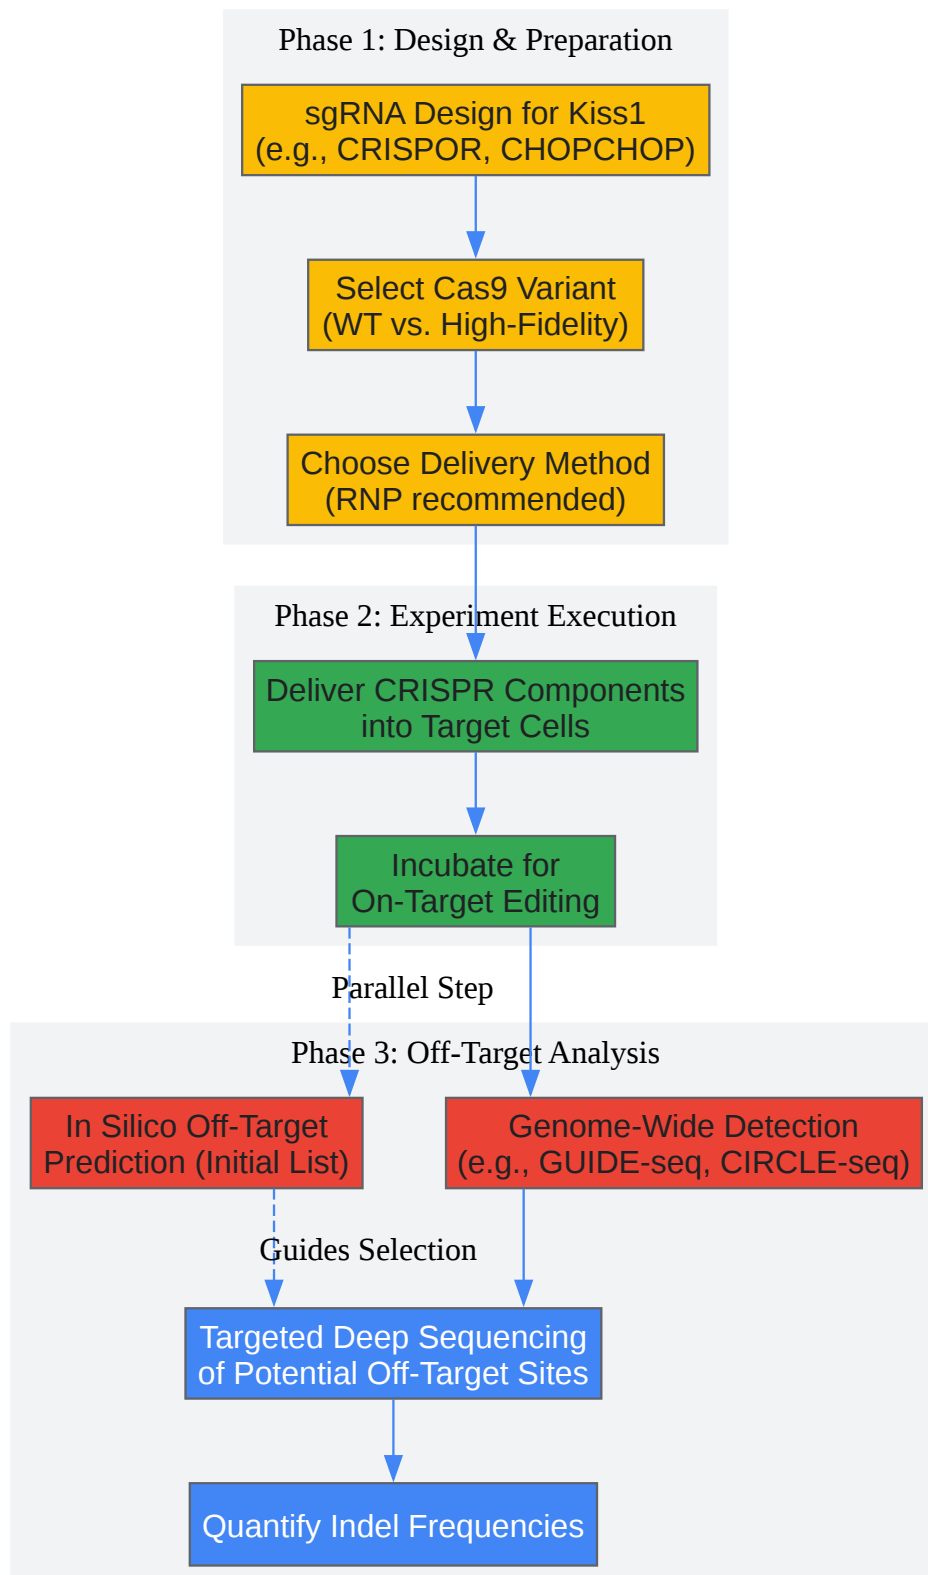 Phase 1: Design & Preparation
sgRNA Design for Kiss1
(e.g., CRISPOR, CHOPCHOP)
Select Cas9 Variant
(WT vs. High-Fidelity)
Choose Delivery Method
(RNP recommended)
Phase 2: Experiment Execution
Deliver CRISPR Components
into Target Cells
Incubate for
On-Target Editing
Parallel Step
Phase 3: Off-Target Analysis
In Silico Off-Target
Prediction (Initial List)
Genome-Wide Detection
(e.g., GUIDE-seq, CIRCLE-seq)
Guides Selection
Targeted Deep Sequencing
of Potential Off-Target Sites
Quantify Indel Frequencies